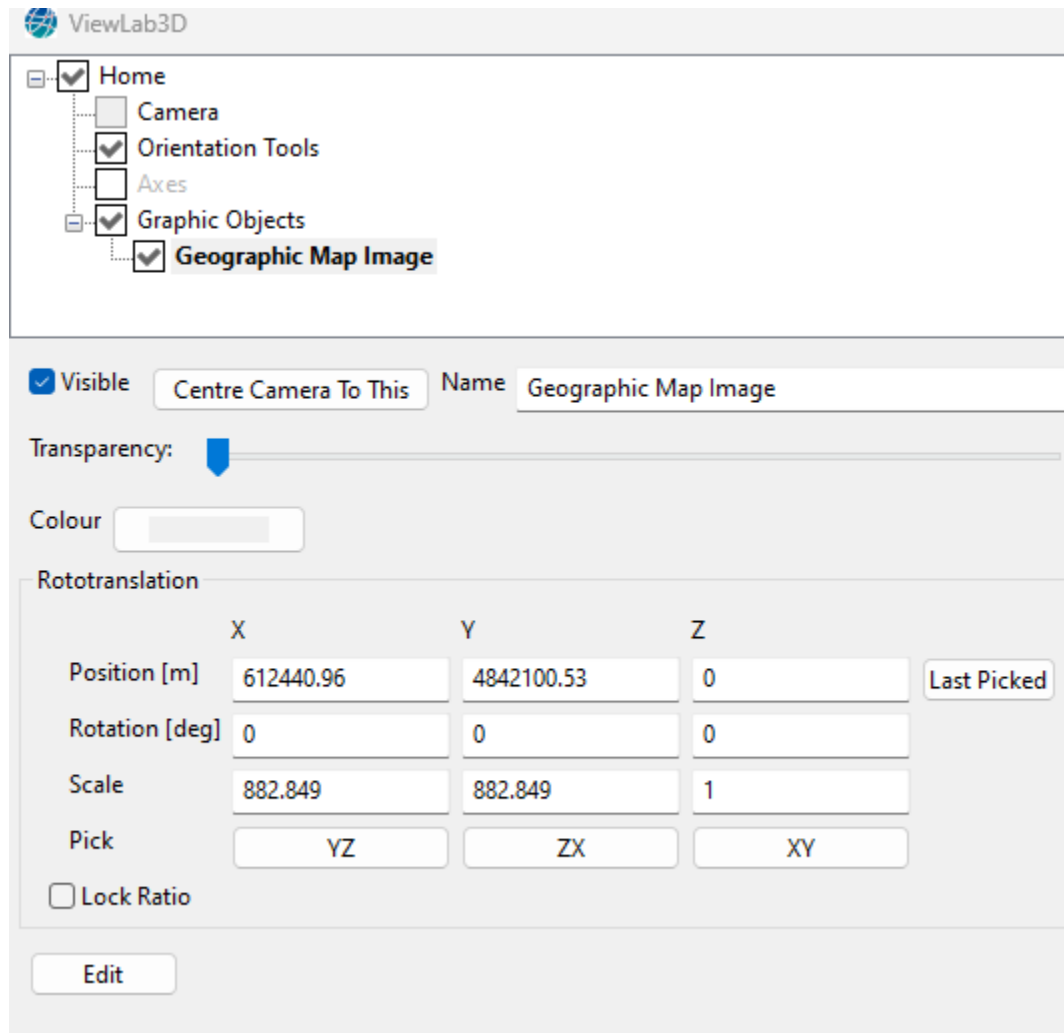 ViewLab3D
Home
Camera
Orientation Tools
Axes
Graphic Objects
Geographic Map Image
Visible Centre Camera To This Name Geographic Map Image
Transparency:
Colour
Rototranslation
X Y Z
Position [m] 612440.96 4842100.53 0 Last Picked
Rotation [deg] 0 0 0
Scale 882.849 882.849 1
Pick YZ ZX XY
Lock Ratio
Edit